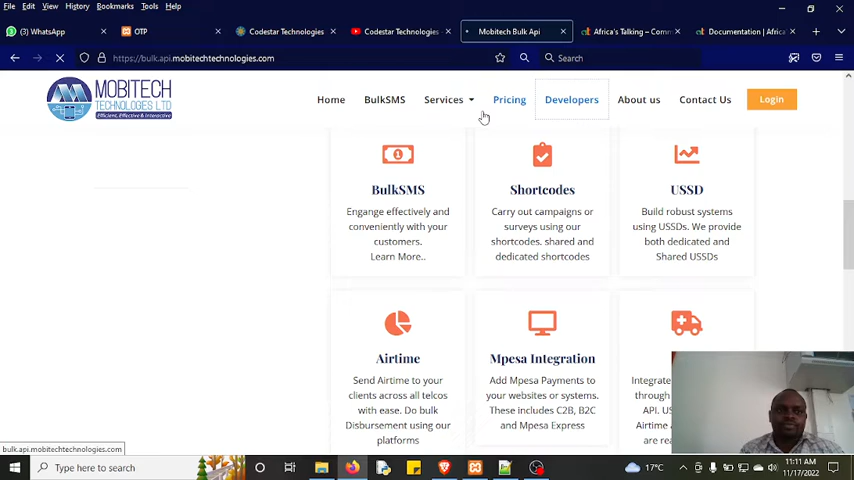 File Edit View History Bookmarks Tools Help
(3) WhatsApp
OTP
Codestar Technologies
Codestar Technologies -
Mobitech Bulk Api
Africa's Talking – Comm
Documentation | Africa's
https://bulk.api.mobitechtechnologies.com
Search
MOBITECH
TECHNOLOGIES LTD
Efficient, Effective & Interactive
Home BulkSMS Services Pricing Developers About us Contact Us Login
BulkSMS
Engange effectively and
conveniently with your
customers.
Learn More..
Shortcodes
Carry out campaigns or
surveys using our
shortcodes. shared and
dedicated shortcodes
USSD
Build robust systems
using USSDs. We provide
both dedicated and
Shared USSDs
Airtime
Send Airtime to your
clients across all telcos
with ease. Do bulk
Disbursement using our
platforms
Mpesa Integration
Add Mpesa Payments to
your websites or systems.
These includes C2B, B2C
and Mpesa Express
Integrate
through
API. US
Airtime
are rea
bulk.api.mobitechtechnologies.com
Type here to search
17°C
11:11 AM
11/17/2022